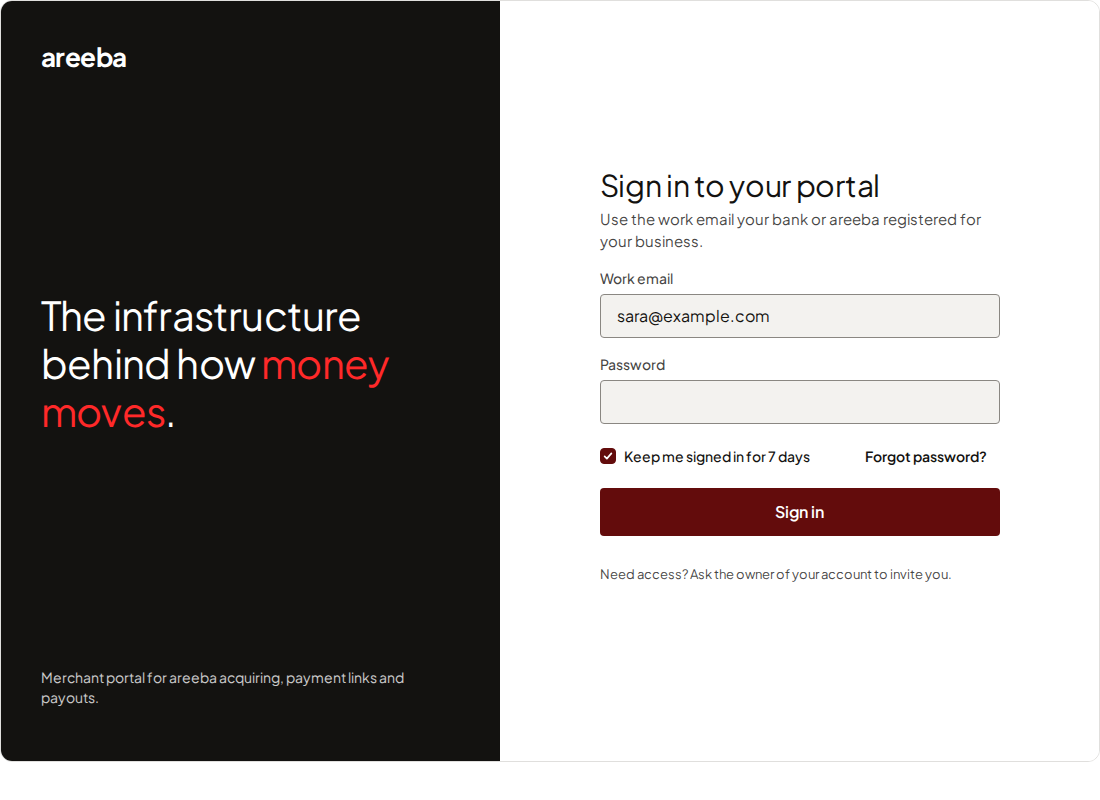 areeba
The infrastructure
behind how money
moves.
Merchant portal for areeba acquiring, payment links and
payouts.
Sign in to your portal
Use the work email your bank or areeba registered for
your business.
Work email
sara@example.com
Password
Keep me signed in for 7 days
Forgot password?
Sign in
Need access? Ask the owner of your account to invite you.